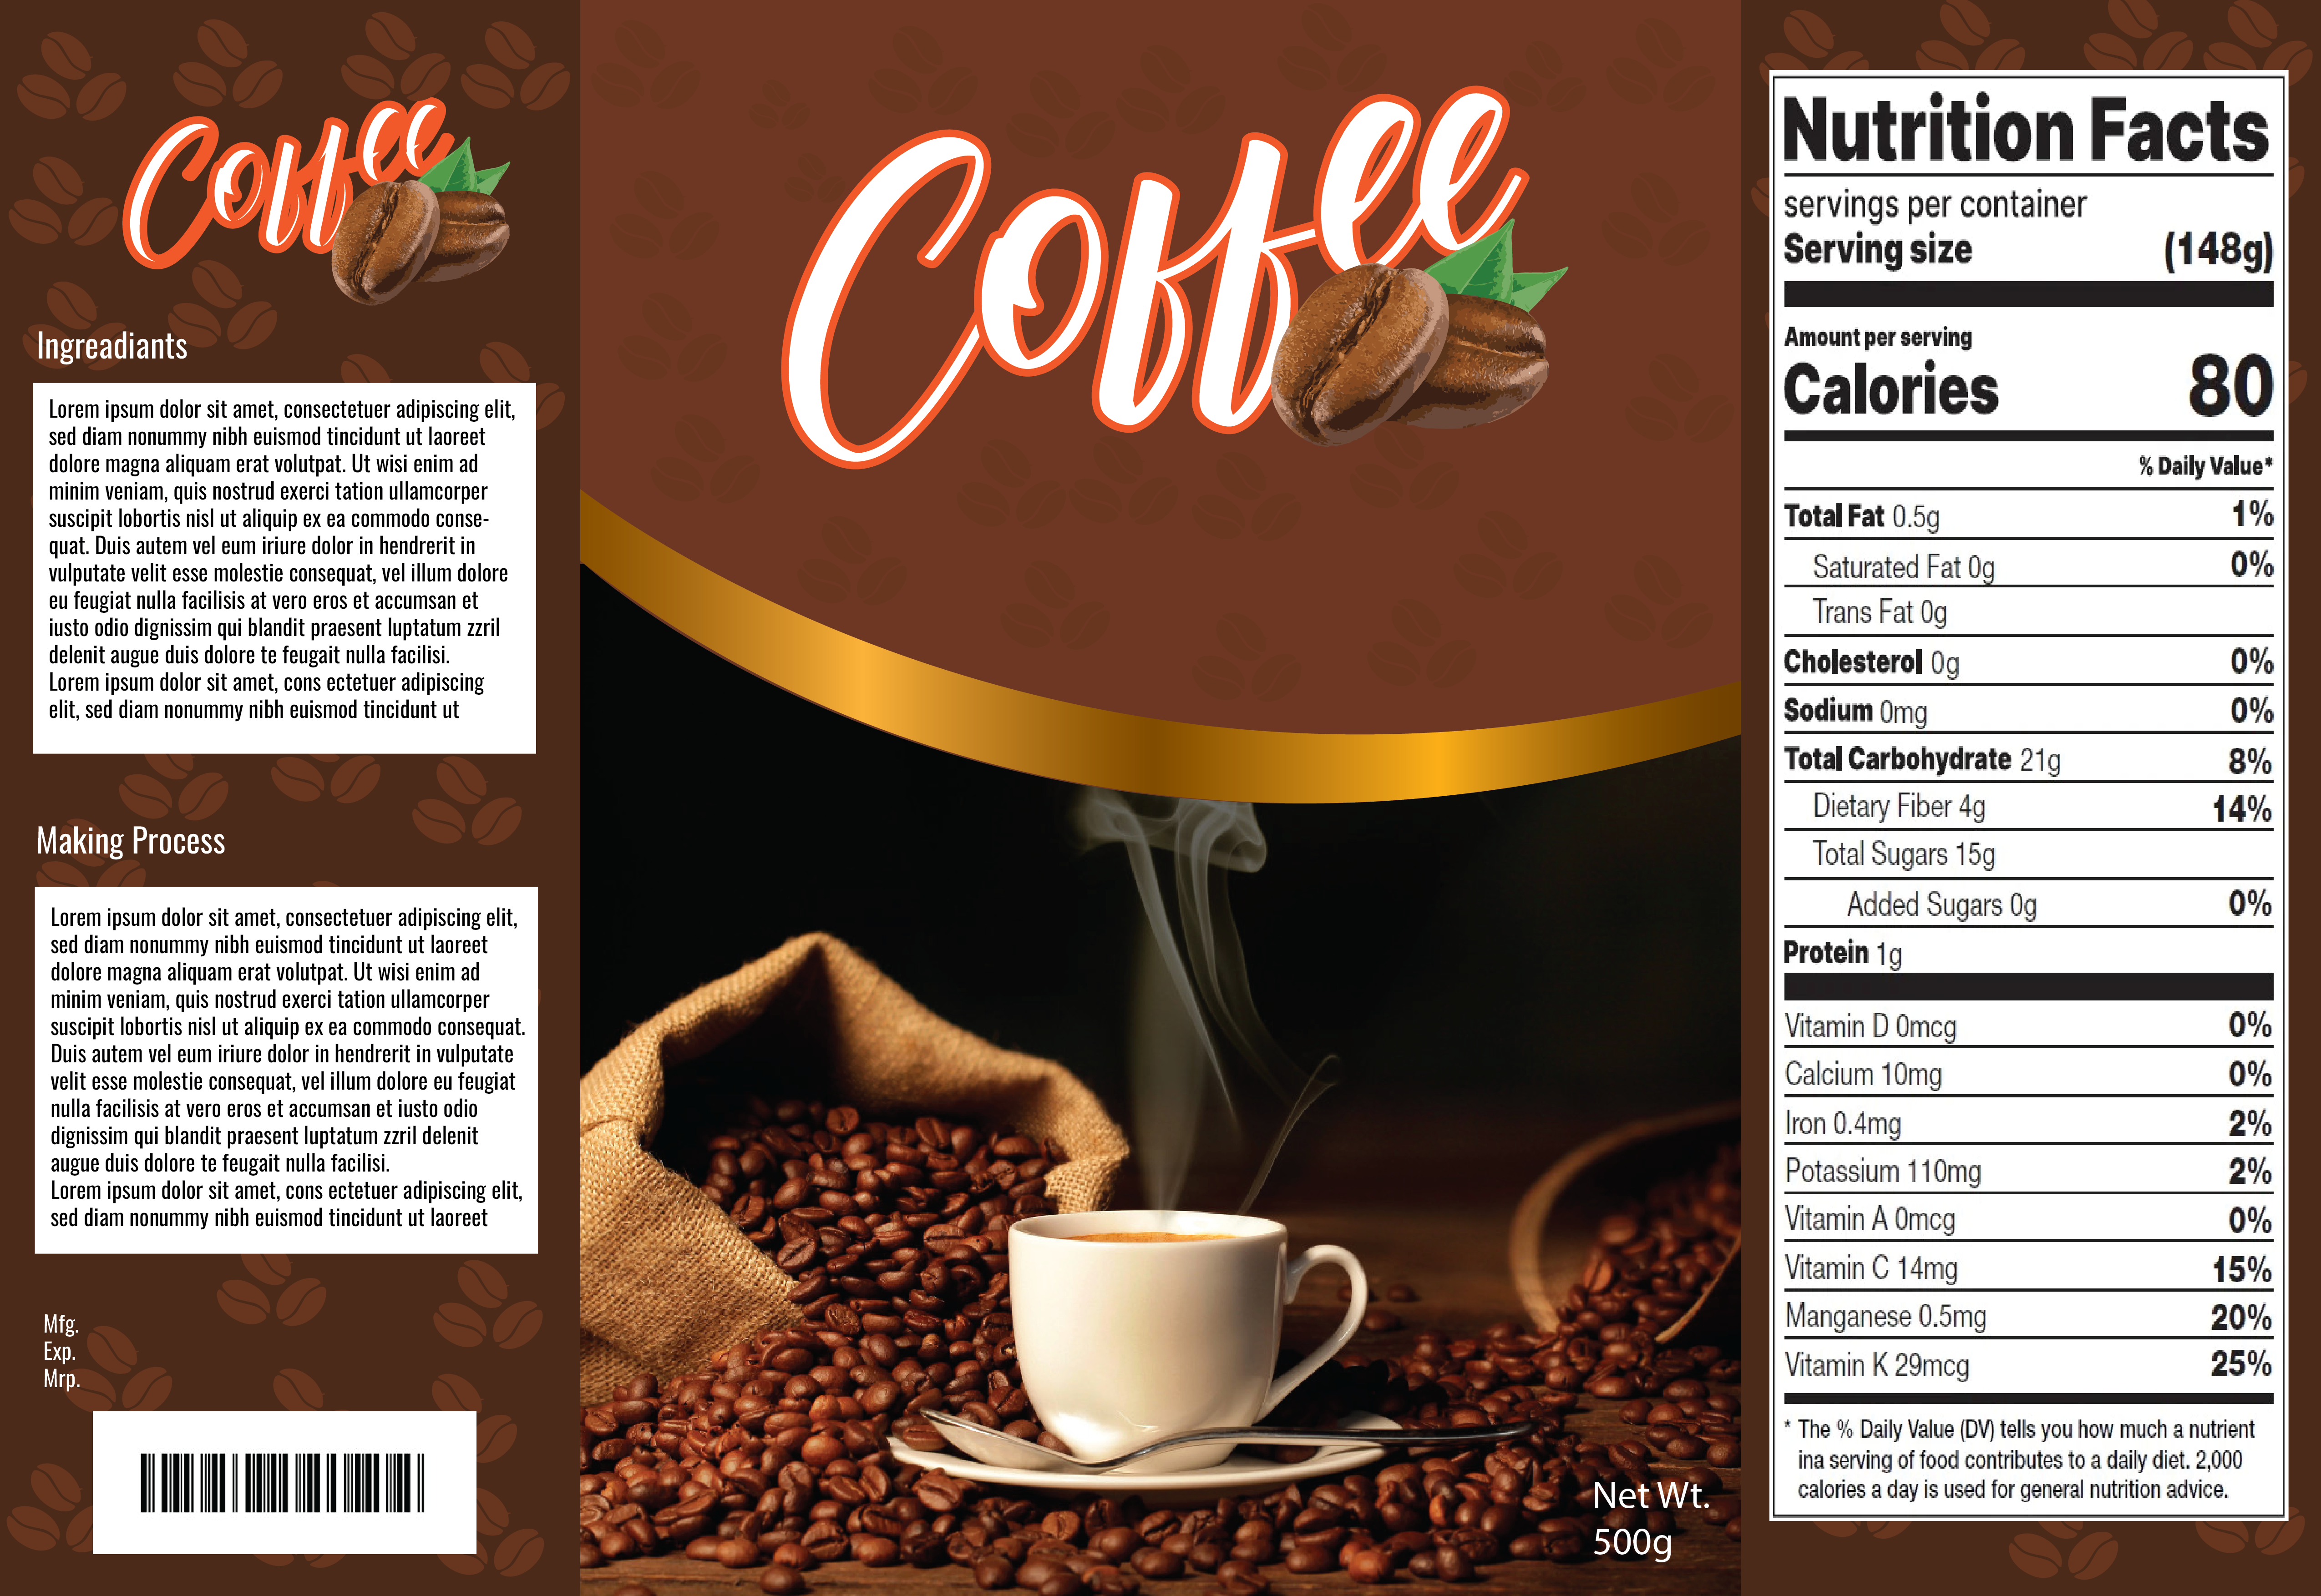 Coffee
Ingreadiants
Lorem ipsum dolor sit amet, consectetuer adipiscing elit,
sed diam nonummy nibh euismod tincidunt ut laoreet
dolore magna aliquam erat volutpat. Ut wisi enim ad
minim veniam, quis nostrud exerci tation ullamcorper
suscipit lobortis nisl ut aliquip ex ea commodo conse-
quat. Duis autem vel eum iriure dolor in hendrerit in
vulputate velit esse molestie consequat, vel illum dolore
eu feugiat nulla facilisis at vero eros et accumsan et
iusto odio dignissim qui blandit praesent luptatum zzril
delenit augue duis dolore te feugait nulla facilisi.
Lorem ipsum dolor sit amet, cons ectetuer adipiscing
elit, sed diam nonummy nibh euismod tincidunt ut
Making Process
Lorem ipsum dolor sit amet, consectetuer adipiscing elit,
sed diam nonummy nibh euismod tincidunt ut laoreet
dolore magna aliquam erat volutpat. Ut wisi enim ad
minim veniam, quis nostrud exerci tation ullamcorper
suscipit lobortis nisl ut aliquip ex ea commodo consequat.
Duis autem vel eum iriure dolor in hendrerit in vulputate
velit esse molestie consequat, vel illum dolore eu feugiat
nulla facilisis at vero eros et accumsan et iusto odio
dignissim qui blandit praesent luptatum zzril delenit
augue duis dolore te feugait nulla facilisi.
Lorem ipsum dolor sit amet, cons ectetuer adipiscing elit,
sed diam nonummy nibh euismod tincidunt ut laoreet
Mfg.
Exp.
Mrp.
Coffee
Net Wt.
500g
Nutrition Facts
servings per container
Serving size (148g)
Amount per serving
Calories 80
% Daily Value*
Total Fat 0.5g 1%
Saturated Fat 0g 0%
Trans Fat 0g
Cholesterol 0g 0%
Sodium 0mg 0%
Total Carbohydrate 21g 8%
Dietary Fiber 4g 14%
Total Sugars 15g
Added Sugars 0g 0%
Protein 1g
Vitamin D 0mcg 0%
Calcium 10mg 0%
Iron 0.4mg 2%
Potassium 110mg 2%
Vitamin A 0mcg 0%
Vitamin C 14mg 15%
Manganese 0.5mg 20%
Vitamin K 29mcg 25%
* The % Daily Value (DV) tells you how much a nutrient
ina serving of food contributes to a daily diet. 2,000
calories a day is used for general nutrition advice.